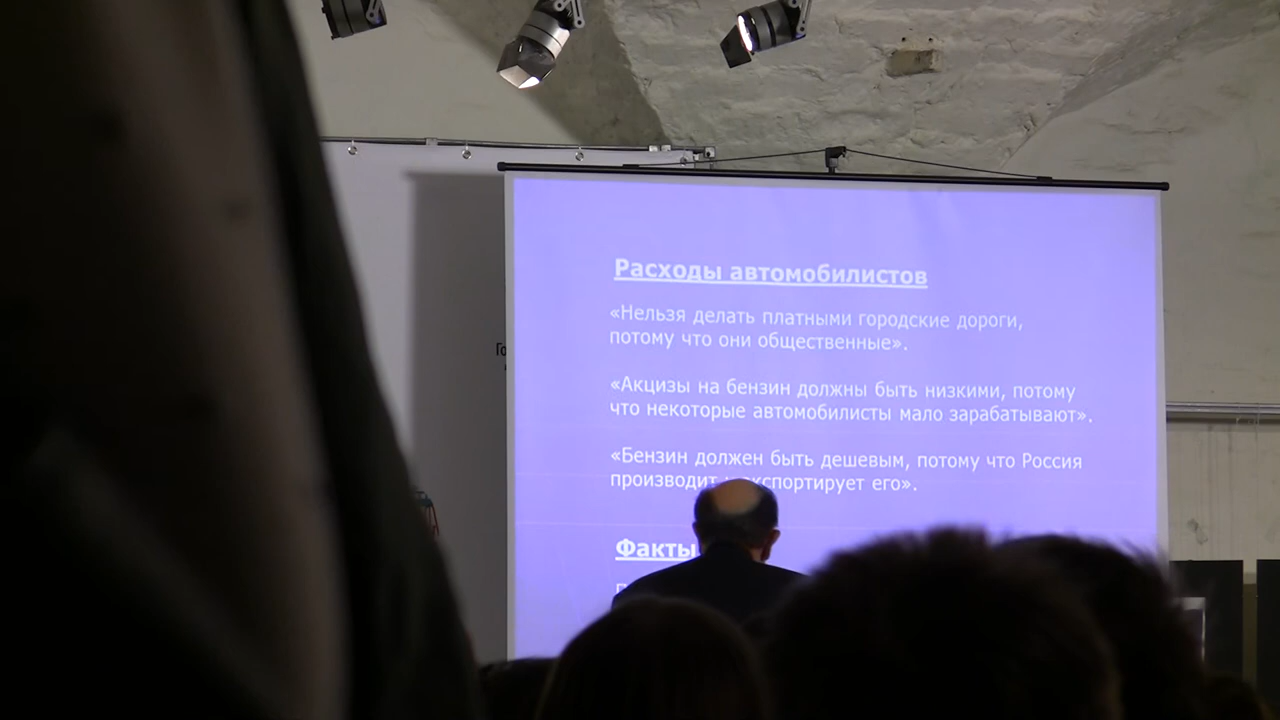 Расходы автомобилистов
«Нельзя делать платными городские дороги,
потому что они общественные».
«Акцизы на бензин должны быть низкими, потому
что некоторые автомобилисты мало зарабатывают».
«Бензин должен быть дешевым, потому что Россия
производит экспортирует его».
Факты